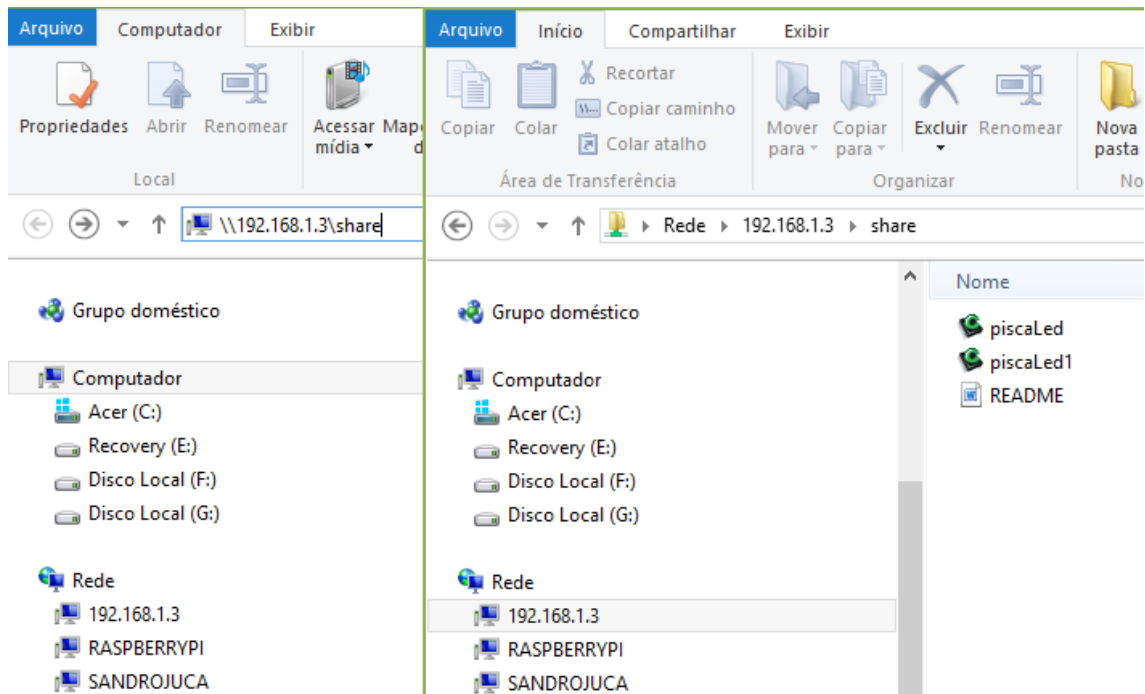 Arquivo Computador Exibir
Propriedades Abrir Renomear Acessar mídia
Local
\\192.168.1.3\share
Grupo doméstico
Computador
Acer (C:)
Recovery (E:)
Disco Local (F:)
Disco Local (G:)
Rede
192.168.1.3
RASPBERRYPI
SANDROJUCA
Arquivo Início Compartilhar Exibir
Recortar
Copiar caminho
Colar atalho
Copiar Colar
Mover para Copiar para Excluir Renomear Nova pasta
Área de Transferência Organizar No
Rede 192.168.1.3 share
Grupo doméstico
Computador
Acer (C:)
Recovery (E:)
Disco Local (F:)
Disco Local (G:)
Rede
192.168.1.3
RASPBERRYPI
SANDROJUCA
Nome
piscaLed
piscaLed1
README